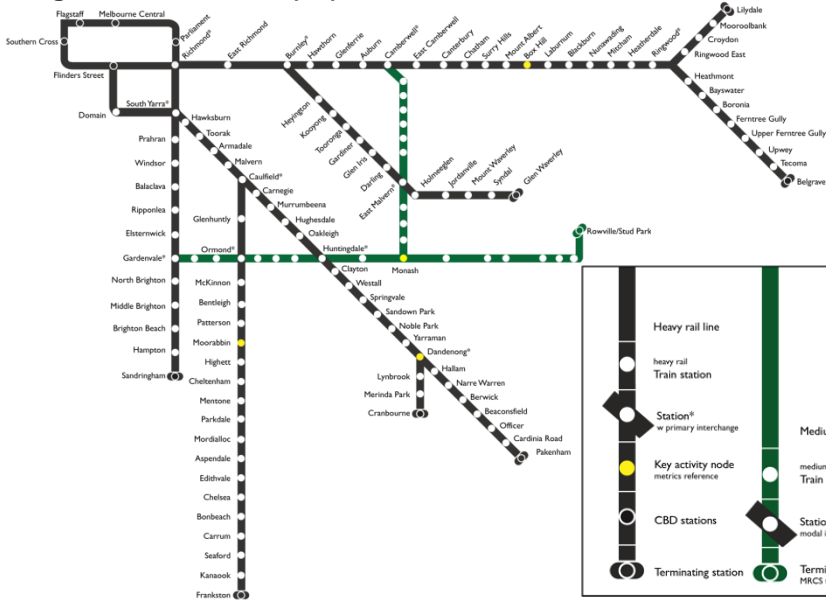 Flagstaff
Melbourne Central
Parliament
Southern Cross
Richmond*
Flinders Street
East Richmond
Burnley*
Hawthorn
Glenferrie
Auburn
Camberwell*
East Camberwell
Canterbury
Chatham
Surry Hills
Mount Albert
Box Hill
Laburnum
Blackburn
Nunawading
Mitcham
Heatherdale
Ringwood*
Lilydale
Mooroolbank
Croydon
Ringwood East
Heathmont
Bayswater
Boronia
Ferntree Gully
Upper Ferntree Gully
Upwey
Tecoma
Belgrave
Heyington
Kooyong
Tooronga
Gardiner
Glen Iris
Darling
East Malvern*
Holmeeglen
Jordanville
Mount Waverley
Syndal
Glen Waverley
South Yarra*
Domain
Hawksburn
Toorak
Armadale
Malvern
Caulfield*
Carnegie
Murrumbeena
Hughesdale
Oakleigh
Huntingdale*
Clayton
Westall
Springvale
Sandown Park
Noble Park
Yarraman
Dandenong*
Hallam
Narre Warren
Berwick
Beaconsfield
Officer
Cardinia Road
Pakenham
Lynbrook
Merinda Park
Cranbourne
Prahran
Windsor
Balaclava
Ripponlea
Elsternwick
Gardenvale*
North Brighton
Middle Brighton
Brighton Beach
Hampton
Sandringham
Glenhuntly
Ormond*
McKinnon
Bentleigh
Patterson
Moorabbin
Highett
Cheltenham
Mentone
Parkdale
Mordialloc
Aspendale
Edithvale
Chelsea
Bonbeach
Carrum
Seaford
Kanaook
Frankston
Monash
Rowville/Stud Park
Heavy rail line
heavy rail
Train station
Station*
w primary interchange
Key activity node
metrics reference
CBD stations
Terminating station
Train
MRCS